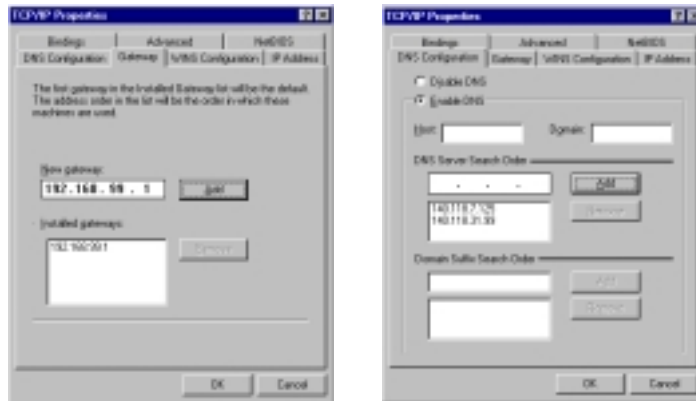 TCP/IP Properties
Bindings Advanced NetBIOS
DNS Configuration Gateway WINS Configuration IP Address
The first gateway in the Installed Gateway list will be the default.
The address order in the list will be the order in which these
machines are used.
New gateway:
192.168.99.1 Add
Installed gateways:
Remove
OK Cancel
TCP/IP Properties
Bindings Advanced NetBIOS
DNS Configuration Gateway WINS Configuration IP Address
Disable DNS
Enable DNS
Host: Domain:
DNS Server Search Order
. . . Add
Remove
Domain Suffix Search Order
Add
Remove
OK Cancel